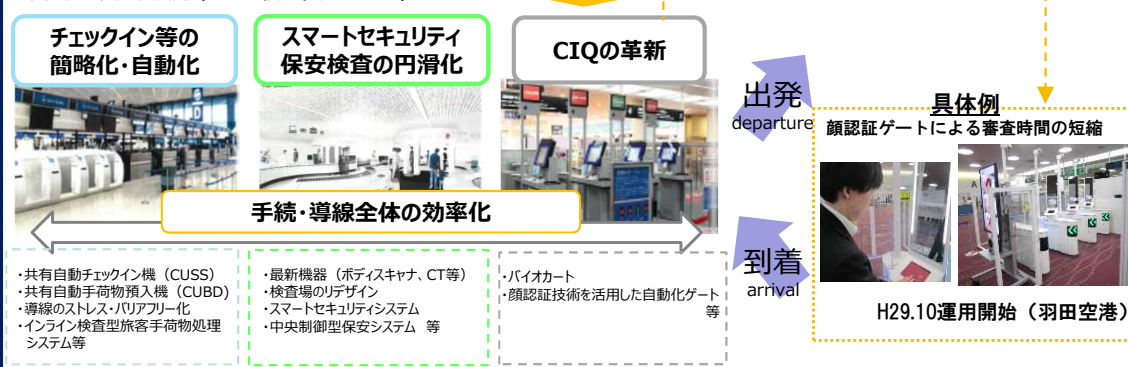 チェックイン等の
簡略化・自動化
スマートセキュリティ
保安検査の円滑化
CIQの革新
手続・導線全体の効率化
・共有自動チェックイン機（CUSS）
・共有自動手荷物預入機（CUBD）
・導線のストレス・バリアフリー化
・インライン検査型旅客手荷物処理
システム等
・最新機器（ボディスキャナ、CT等）
・検査場のリデザイン
・スマートセキュリティシステム
・中央制御型保安システム 等
・バイオカート
・顔認証技術を活用した自動化ゲート
等
出発
departure
到着
arrival
具体例
顔認証ゲートによる審査時間の短縮
H29.10運用開始（羽田空港）